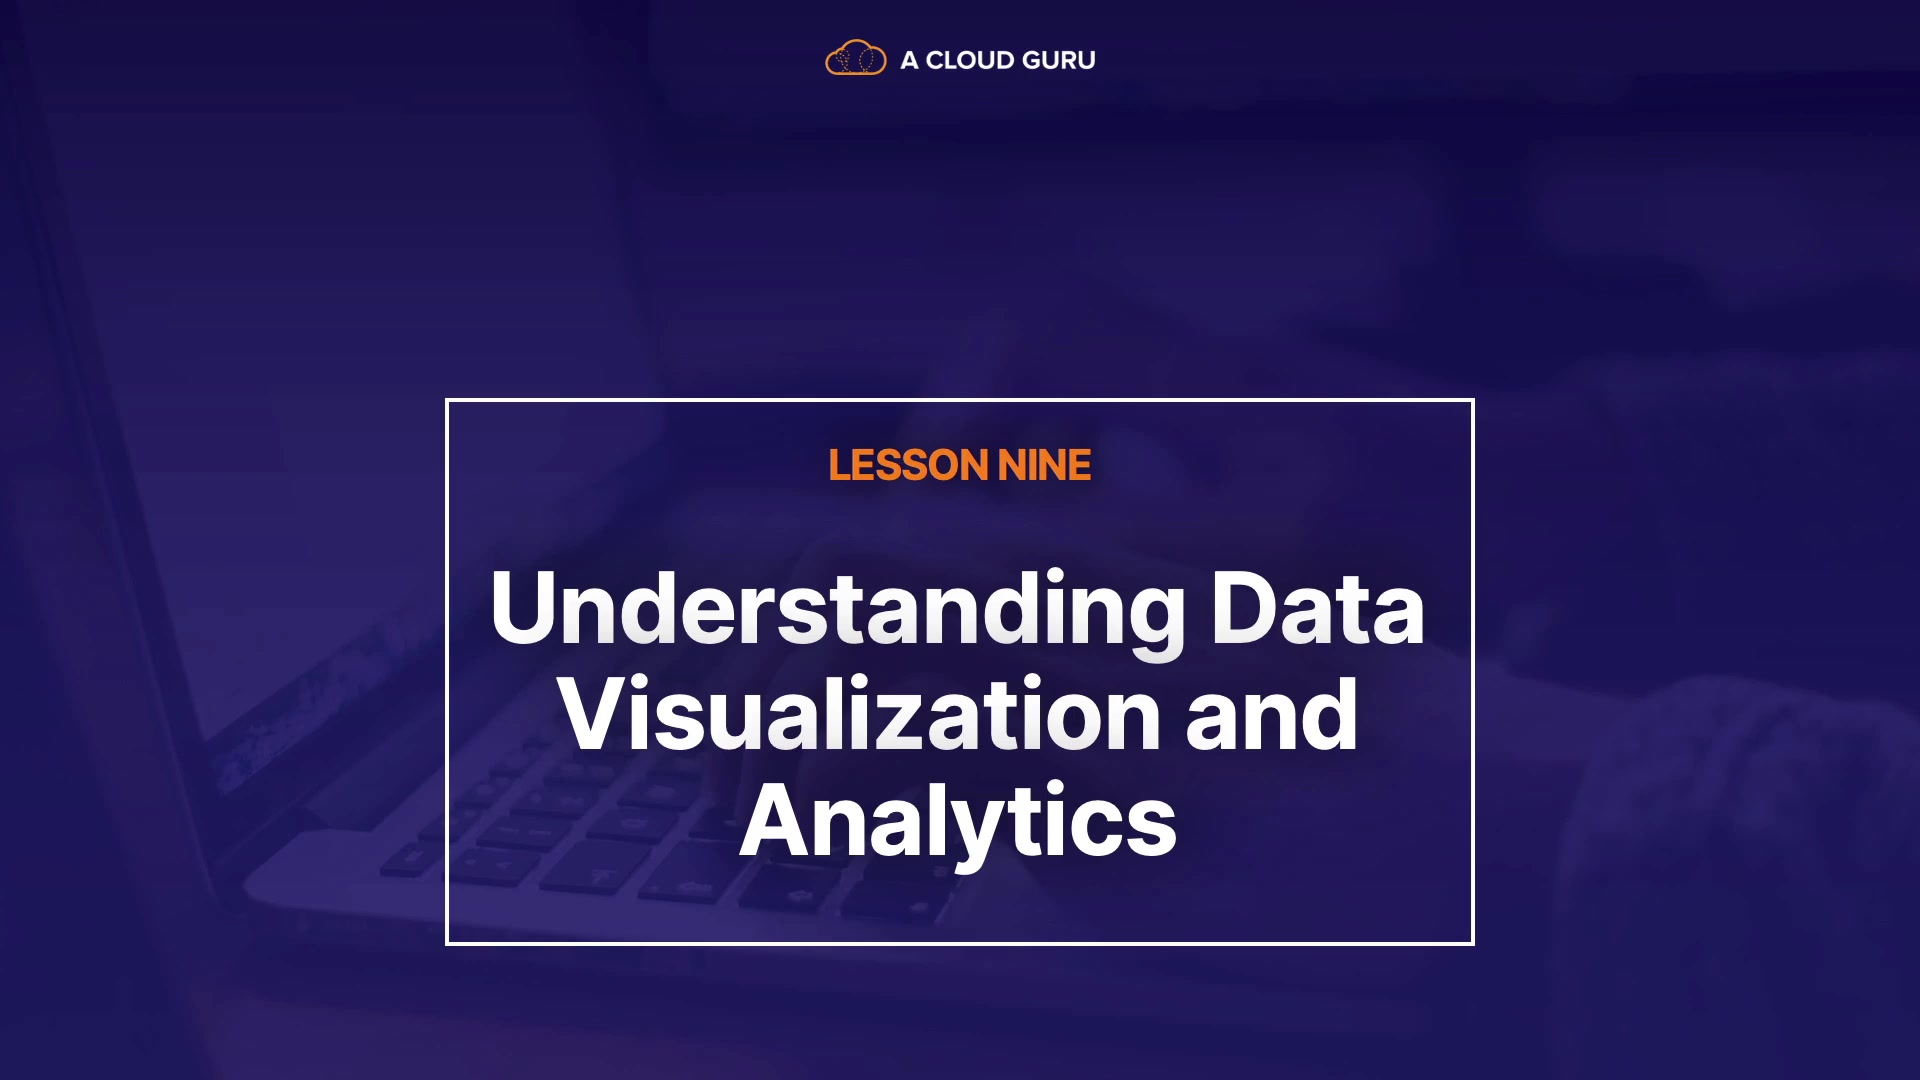 A CLOUD GURU
LESSON NINE
Understanding Data
Visualization and
Analytics